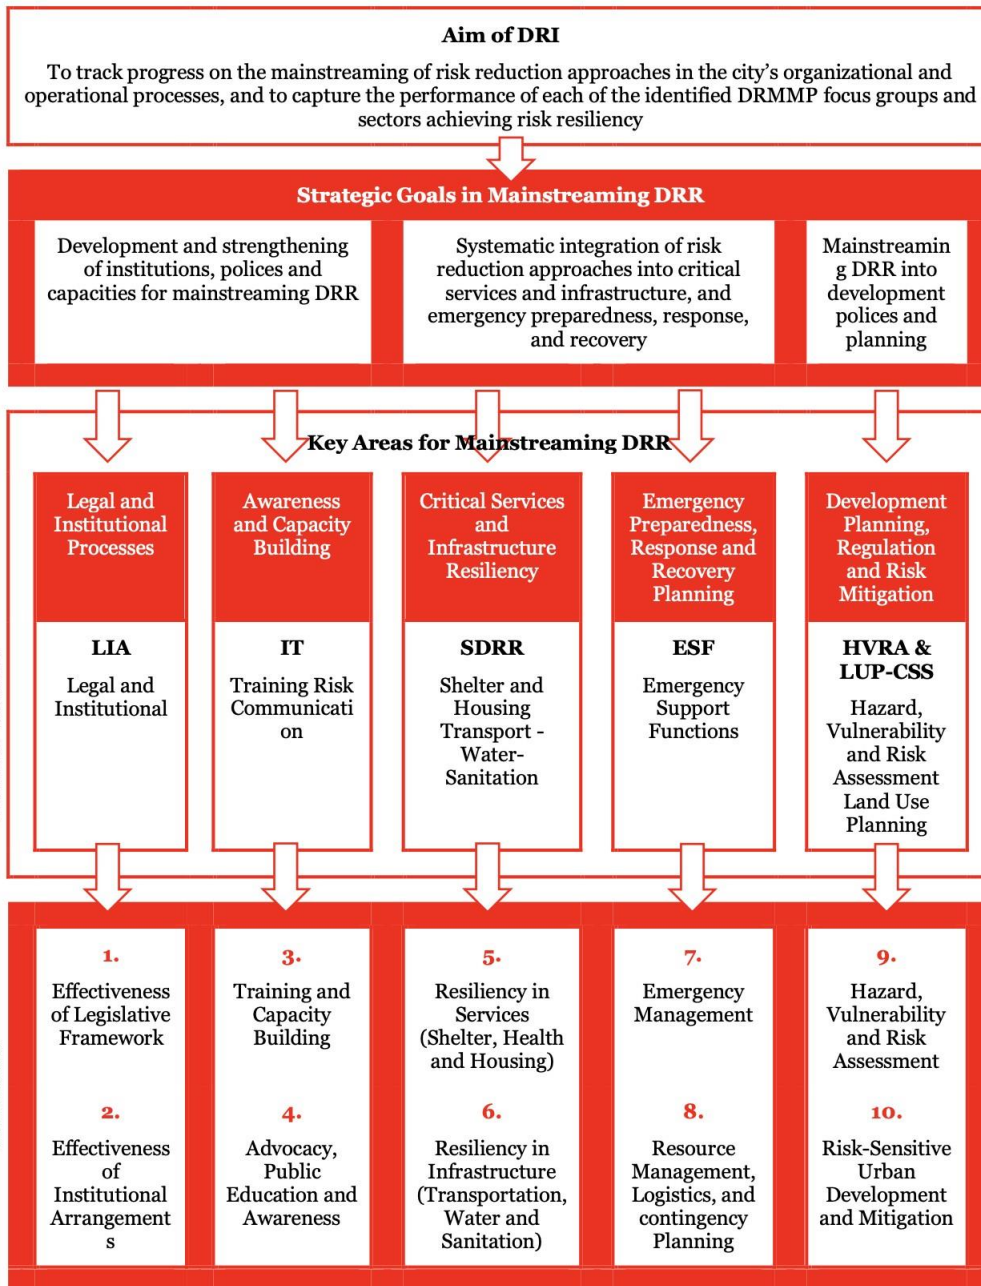 Aim of DRI
To track progress on the mainstreaming of risk reduction approaches in the city's organizational and
operational processes, and to capture the performance of each of the identified DRMMP focus groups and
sectors achieving risk resiliency
Strategic Goals in Mainstreaming DRR
Development and strengthening
of institutions, polices and
capacities for mainstreaming DRR
Systematic integration of risk
reduction approaches into critical
services and infrastructure, and
emergency preparedness, response,
and recovery
Mainstreamin
g DRR into
development
polices and
planning
Key Areas for Mainstreaming DRR
Legal and
Institutional
Processes
Awareness
and Capacity
Building
Critical Services
and
Infrastructure
Resiliency
Emergency
Preparedness,
Response and
Recovery
Planning
Development
Planning,
Regulation
and Risk
Mitigation
LIA
Legal and
Institutional
IT
Training Risk
Communicati
on
SDRR
Shelter and
Housing
Transport -
Water-
Sanitation
ESF
Emergency
Support
Functions
HVRA &
LUP-CSS
Hazard,
Vulnerability
and Risk
Assessment
Land Use
Planning
1.
Effectiveness
of Legislative
Framework
2.
Effectiveness
of
Institutional
Arrangement
s
3.
Training and
Capacity
Building
4.
Advocacy,
Public
Education and
Awareness
5.
Resiliency in
Services
(Shelter, Health
and Housing)
6.
Resiliency in
Infrastructure
(Transportation,
Water and
Sanitation)
7.
Emergency
Management
8.
Resource
Management,
Logistics, and
contingency
Planning
9.
Hazard,
Vulnerability
and Risk
Assessment
10.
Risk-Sensitive
Urban
Development
and Mitigation